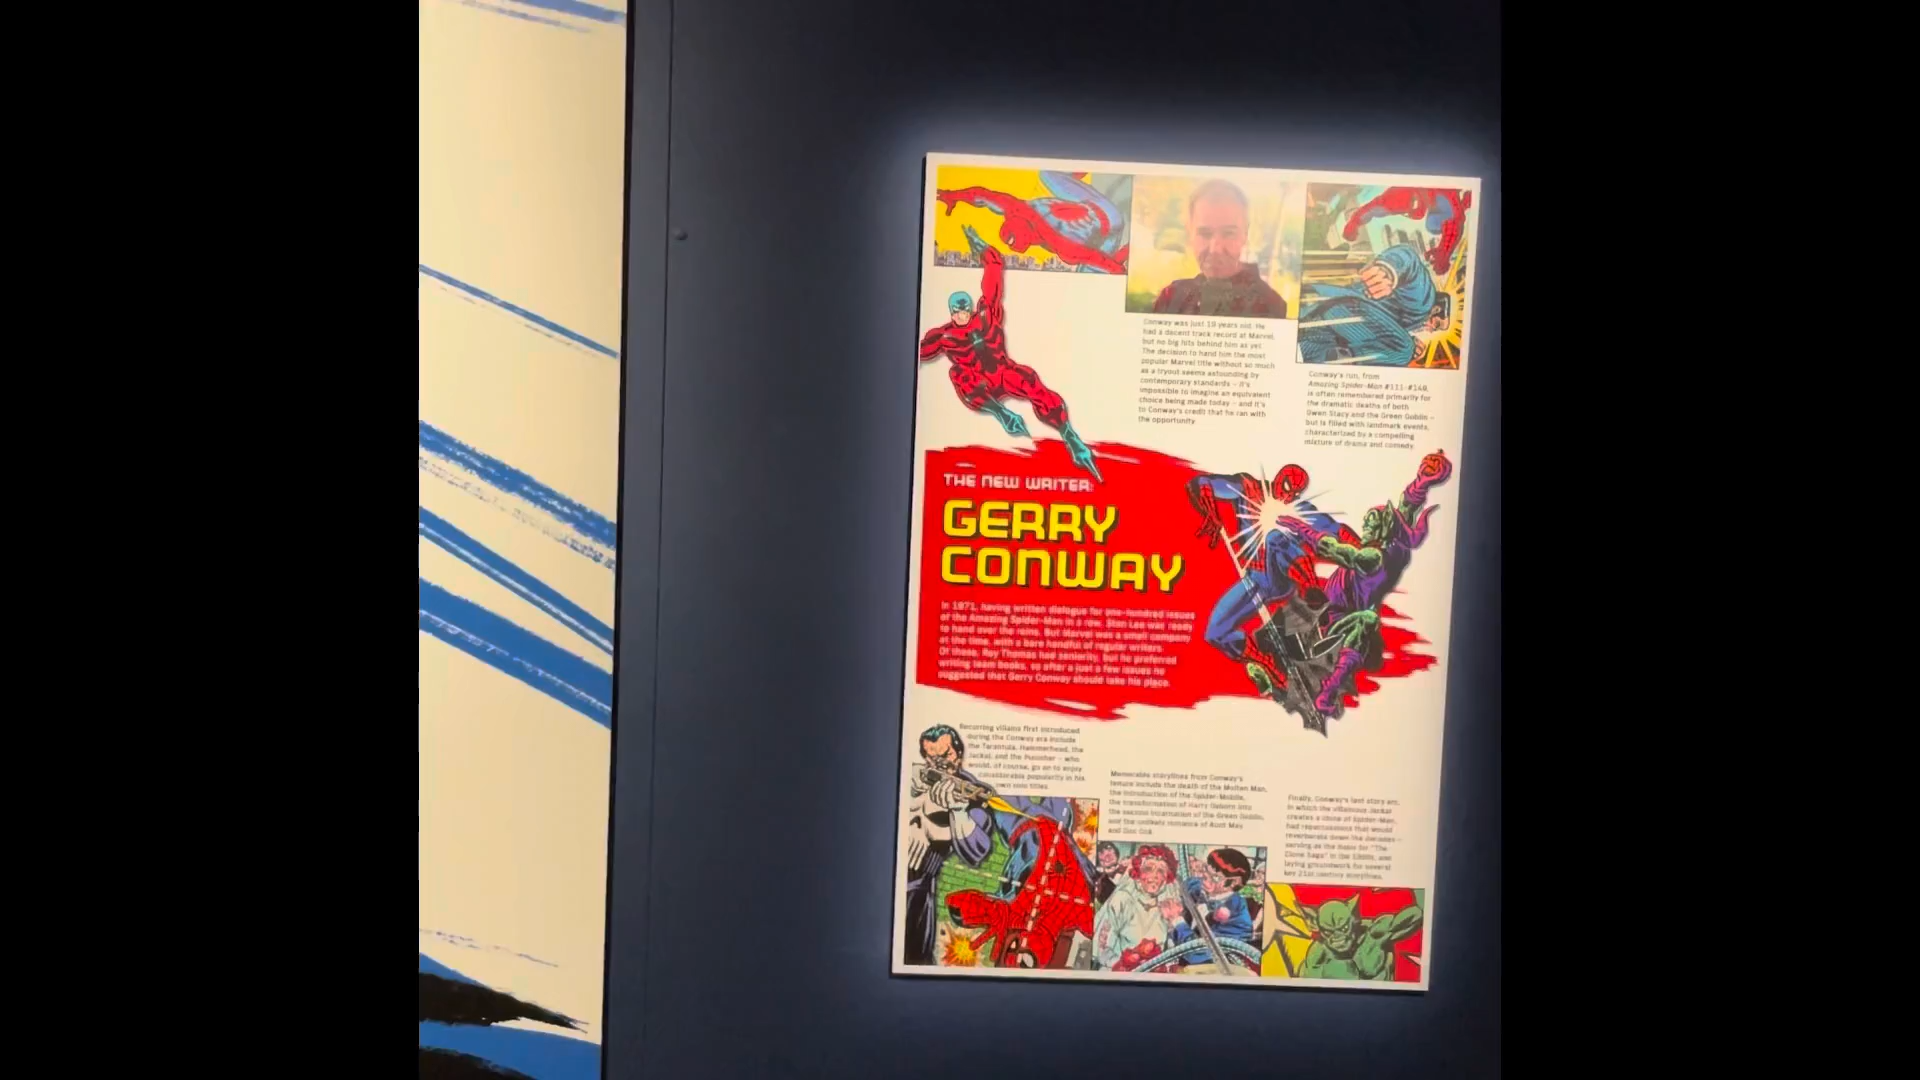 Conway was just 19 years old. He
had a decent track record at Marvel,
but no big hits behind him as yet.
The decision to hand him the most
popular Marvel title without so much
as a tryout seems astounding by
contemporary standards – it's
impossible to imagine an equivalent
choice being made today – and it's
to Conway's credit that he ran with
the opportunity.
Conway's run, from
Amazing Spider-Man #111-#149,
is often remembered primarily for
the dramatic deaths of both
Gwen Stacy and the Green Goblin –
but is filled with landmark events,
characterized by a compelling
mixture of drama and comedy.
THE NEW WRITER:
GERRY
CONWAY
In 1971, having written dialogue for one-hundred issues
of the Amazing Spider-Man in a row, Stan Lee was ready
to hand over the reins. But Marvel was a small company
at the time, with a bare handful of regular writers.
Of those, Roy Thomas had seniority, but he preferred
writing team books, so after a just a few issues he
suggested that Gerry Conway should take his place.
Recurring villains first introduced
during the Conway era include
the Tarantula, Hammerhead, the
Jackal, and the Punisher – who
would, of course, go on to enjoy
considerable popularity in his
own solo titles.
Memorable storylines from Conway's
tenure include the death of the Molten Man,
the introduction of the Spider-Mobile,
the transformation of Harry Osborn into
the second incarnation of the Green Goblin,
and the unlikely romance of Aunt May
and Doc Ock.
Finally, Conway's last story arc,
in which the villainous Jackal
creates a clone of Spider-Man,
had repercussions that would
reverberate down the decades –
serving as the basis for "The
Clone Saga" in the 1990s, and
laying groundwork for several
key 21st century storylines.